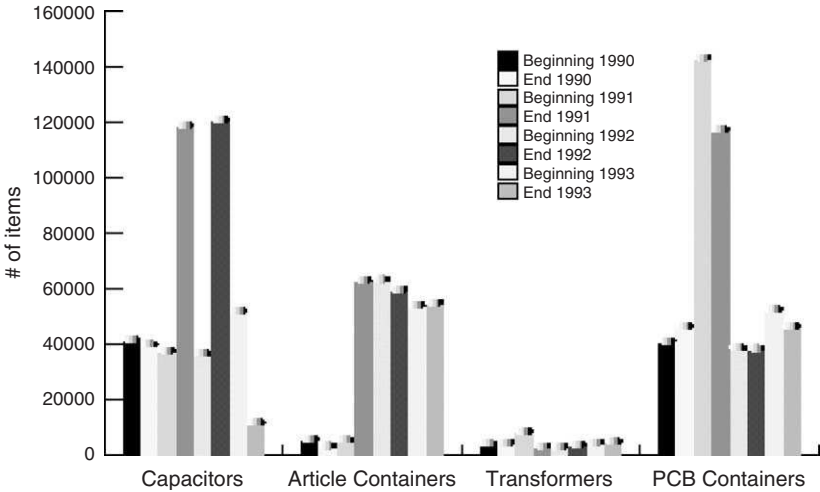 160000
140000
120000
100000
80000
60000
40000
20000
0
# of items
Beginning 1990
End 1990
Beginning 1991
End 1991
Beginning 1992
End 1992
Beginning 1993
End 1993
Capacitors Article Containers Transformers PCB Containers